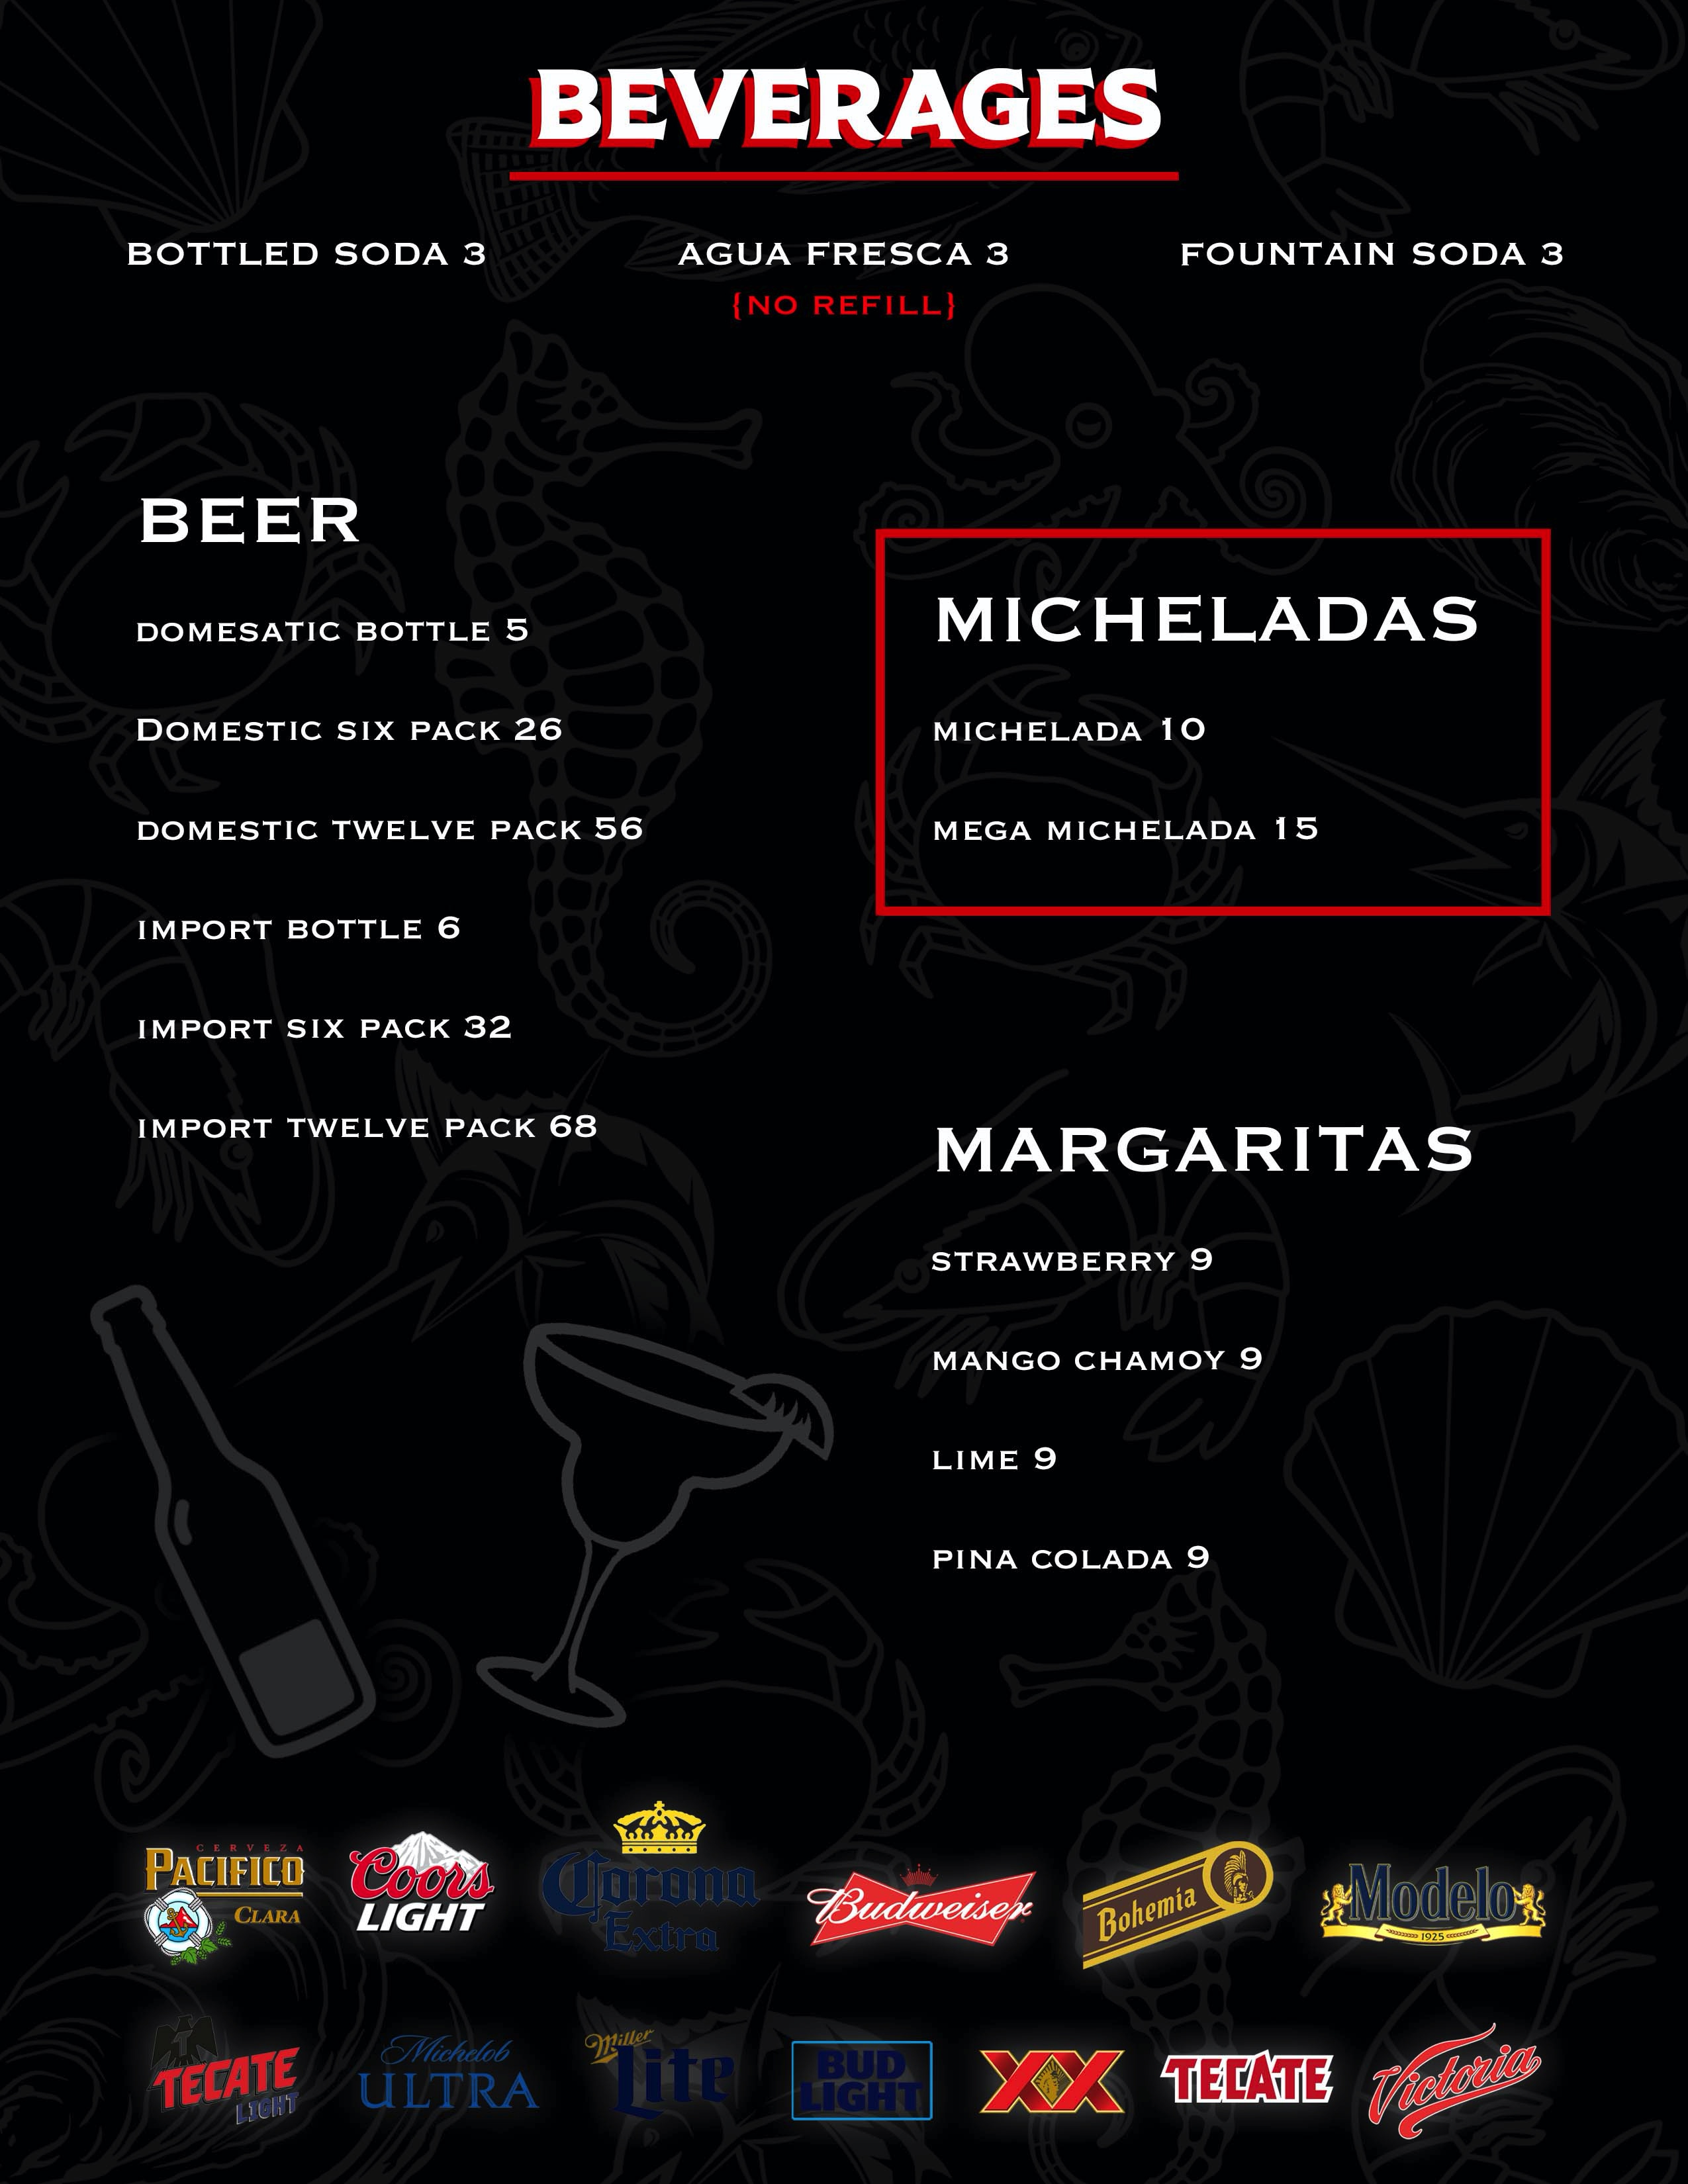 BEVERAGES
BOTTLED SODA 3
AGUA FRESCA 3
{NO REFILL}
FOUNTAIN SODA 3
BEER
DOMESATIC BOTTLE 5
DOMESTIC SIX PACK 26
DOMESTIC TWELVE PACK 56
IMPORT BOTTLE 6
IMPORT SIX PACK 32
IMPORT TWELVE PACK 68
MICHELADAS
MICHELADA 10
MEGA MICHELADA 15
MARGARITAS
STRAWBERRY 9
MANGO CHAMOY 9
LIME 9
PINA COLADA 9
CERVEZA
PACIFICO
CLARA
Coors
LIGHT
Corona
Extra
Budweiser
Bohemia
Modelo
1925
T
TECATE
LIGHT
Michelob
ULTRA
Miller
Lite
BUD
LIGHT
XX
TECATE
Victoria